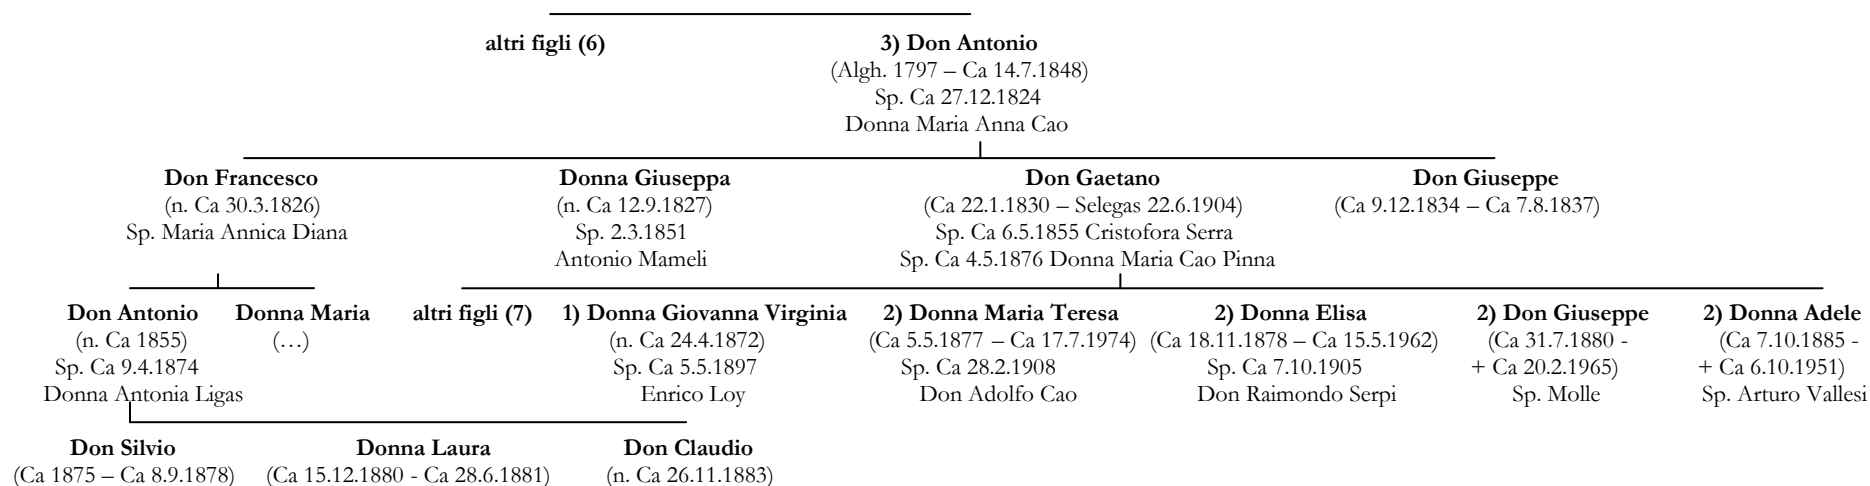 altri figli (6) 3) Don Antonio
(Algh. 1797 – Ca 14.7.1848)
Sp. Ca 27.12.1824
Donna Maria Anna Cao
Don Francesco Donna Giuseppa Don Gaetano Don Giuseppe
(n. Ca 30.3.1826) (n. Ca 12.9.1827) (Ca 22.1.1830 – Selegas 22.6.1904) (Ca 9.12.1834 – Ca 7.8.1837)
Sp. Maria Annica Diana Sp. 2.3.1851 Sp. Ca 6.5.1855 Cristofora Serra
Antonio Mameli Sp. Ca 4.5.1876 Donna Maria Cao Pinna
Don Antonio Donna Maria altri figli (7) 1) Donna Giovanna Virginia 2) Donna Maria Teresa 2) Donna Elisa 2) Don Giuseppe 2) Donna Adele
(n. Ca 1855) (…) (n. Ca 24.4.1872) (Ca 5.5.1877 – Ca 17.7.1974) (Ca 18.11.1878 – Ca 15.5.1962) (Ca 31.7.1880 - (Ca 7.10.1885 -
Sp. Ca 9.4.1874 Sp. Ca 5.5.1897 Sp. Ca 28.2.1908 Sp. Ca 7.10.1905 + Ca 20.2.1965) + Ca 6.10.1951)
Donna Antonia Ligas Enrico Loy Don Adolfo Cao Don Raimondo Serpi Sp. Molle Sp. Arturo Vallesi
Don Silvio Donna Laura Don Claudio
(Ca 1875 – Ca 8.9.1878) (Ca 15.12.1880 - Ca 28.6.1881) (n. Ca 26.11.1883)